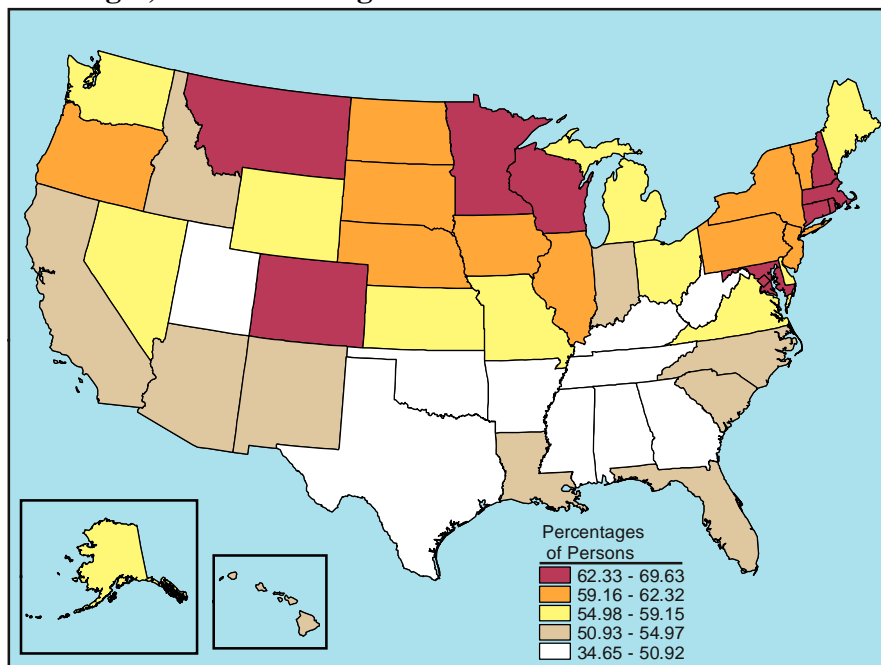 Percentages
of Persons
62.33 - 69.63
59.16 - 62.32
54.98 - 59.15
50.93 - 54.97
34.65 - 50.92